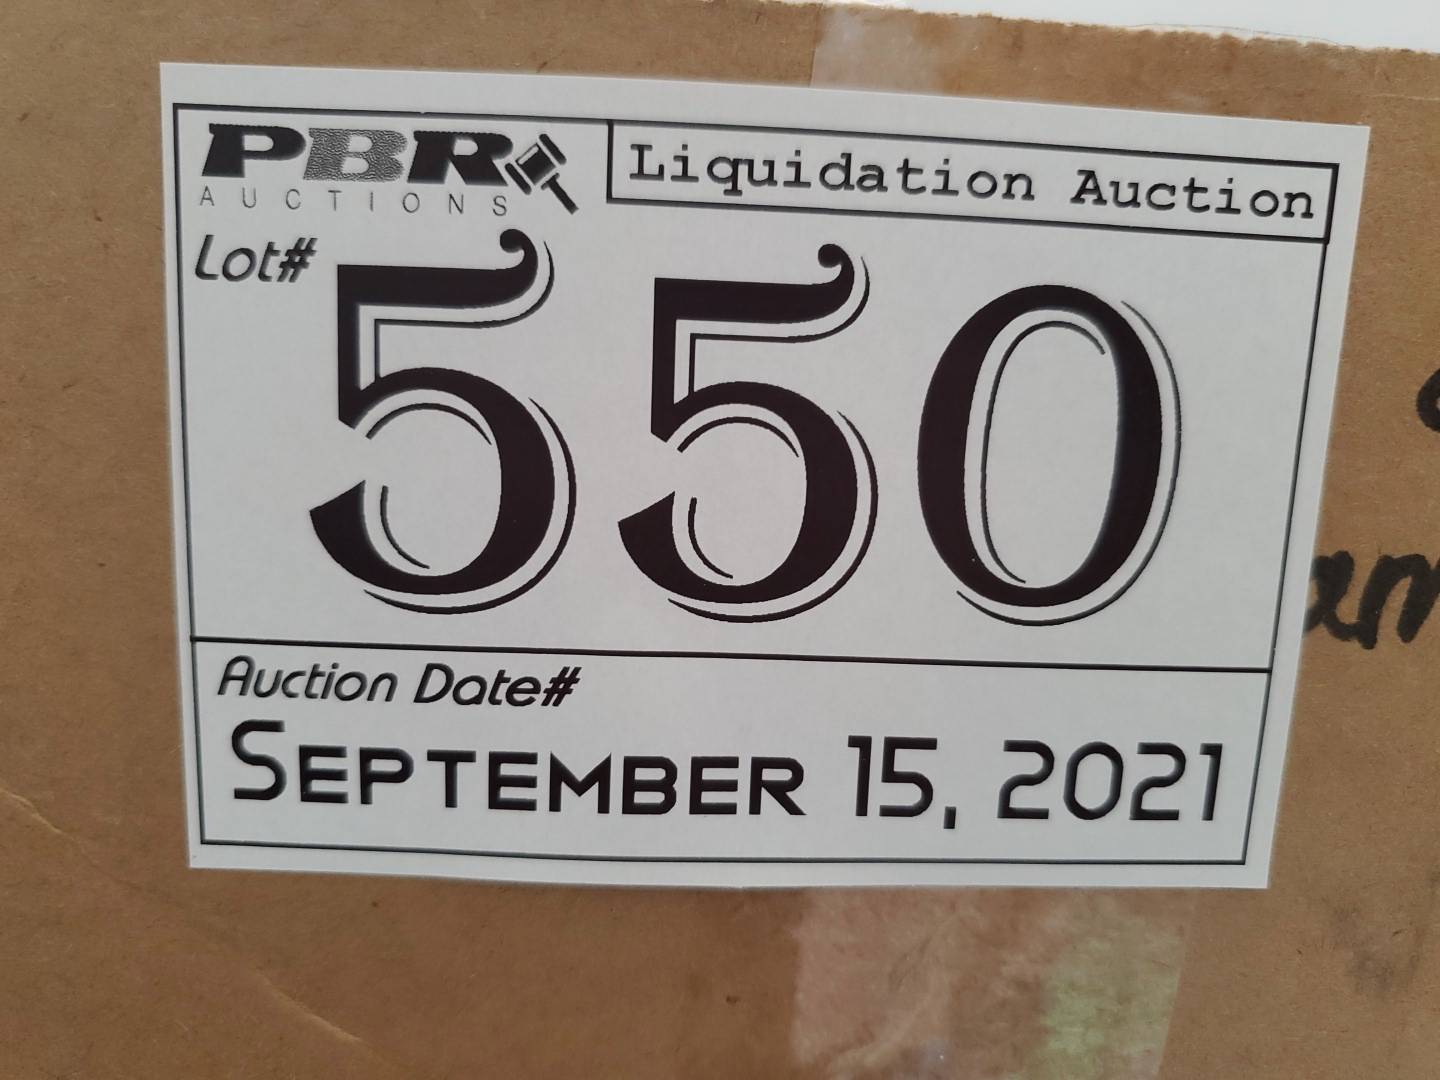 PBR
AUCTIONS
Liquidation Auction
Lot#
550
Auction Date#
SEPTEMBER 15, 2021